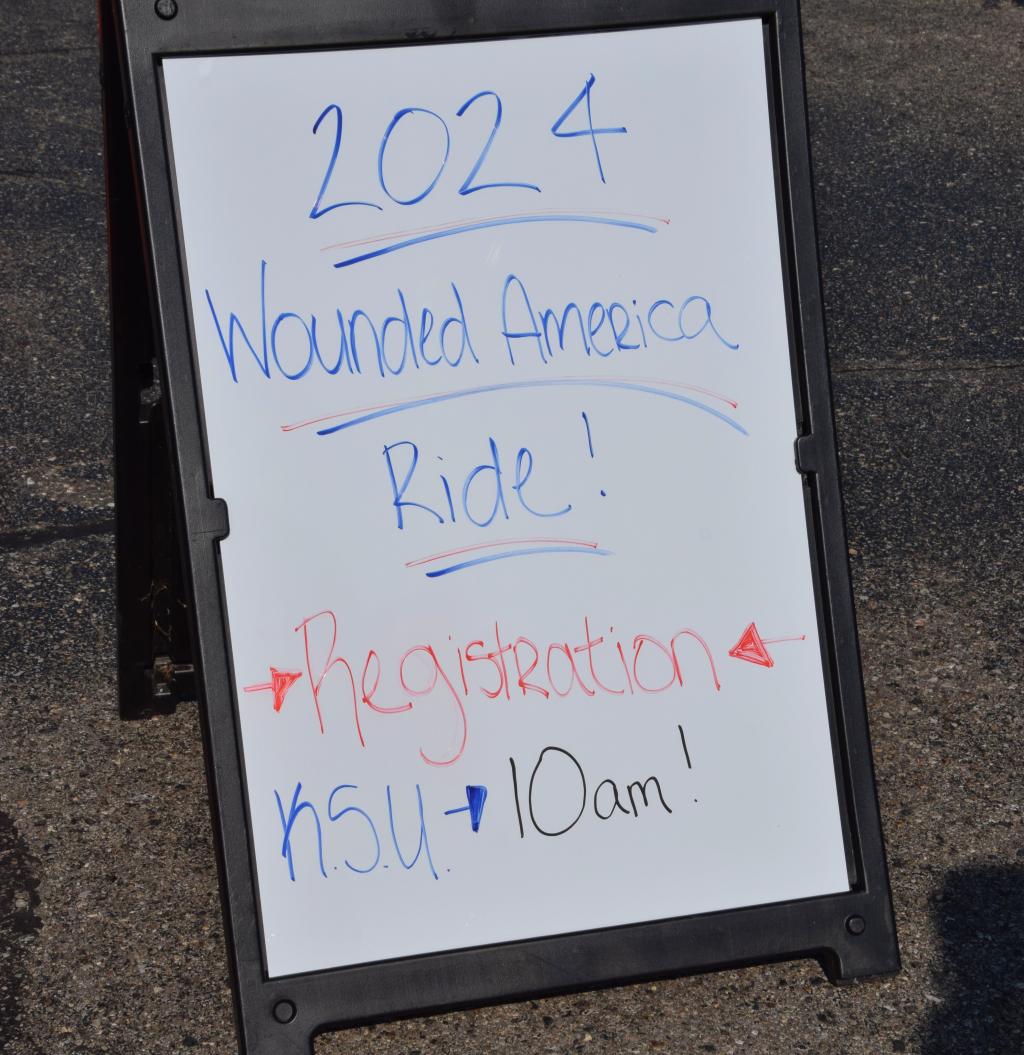 2024
Wounded America
Ride!
Registration
K.S.U. 10am!